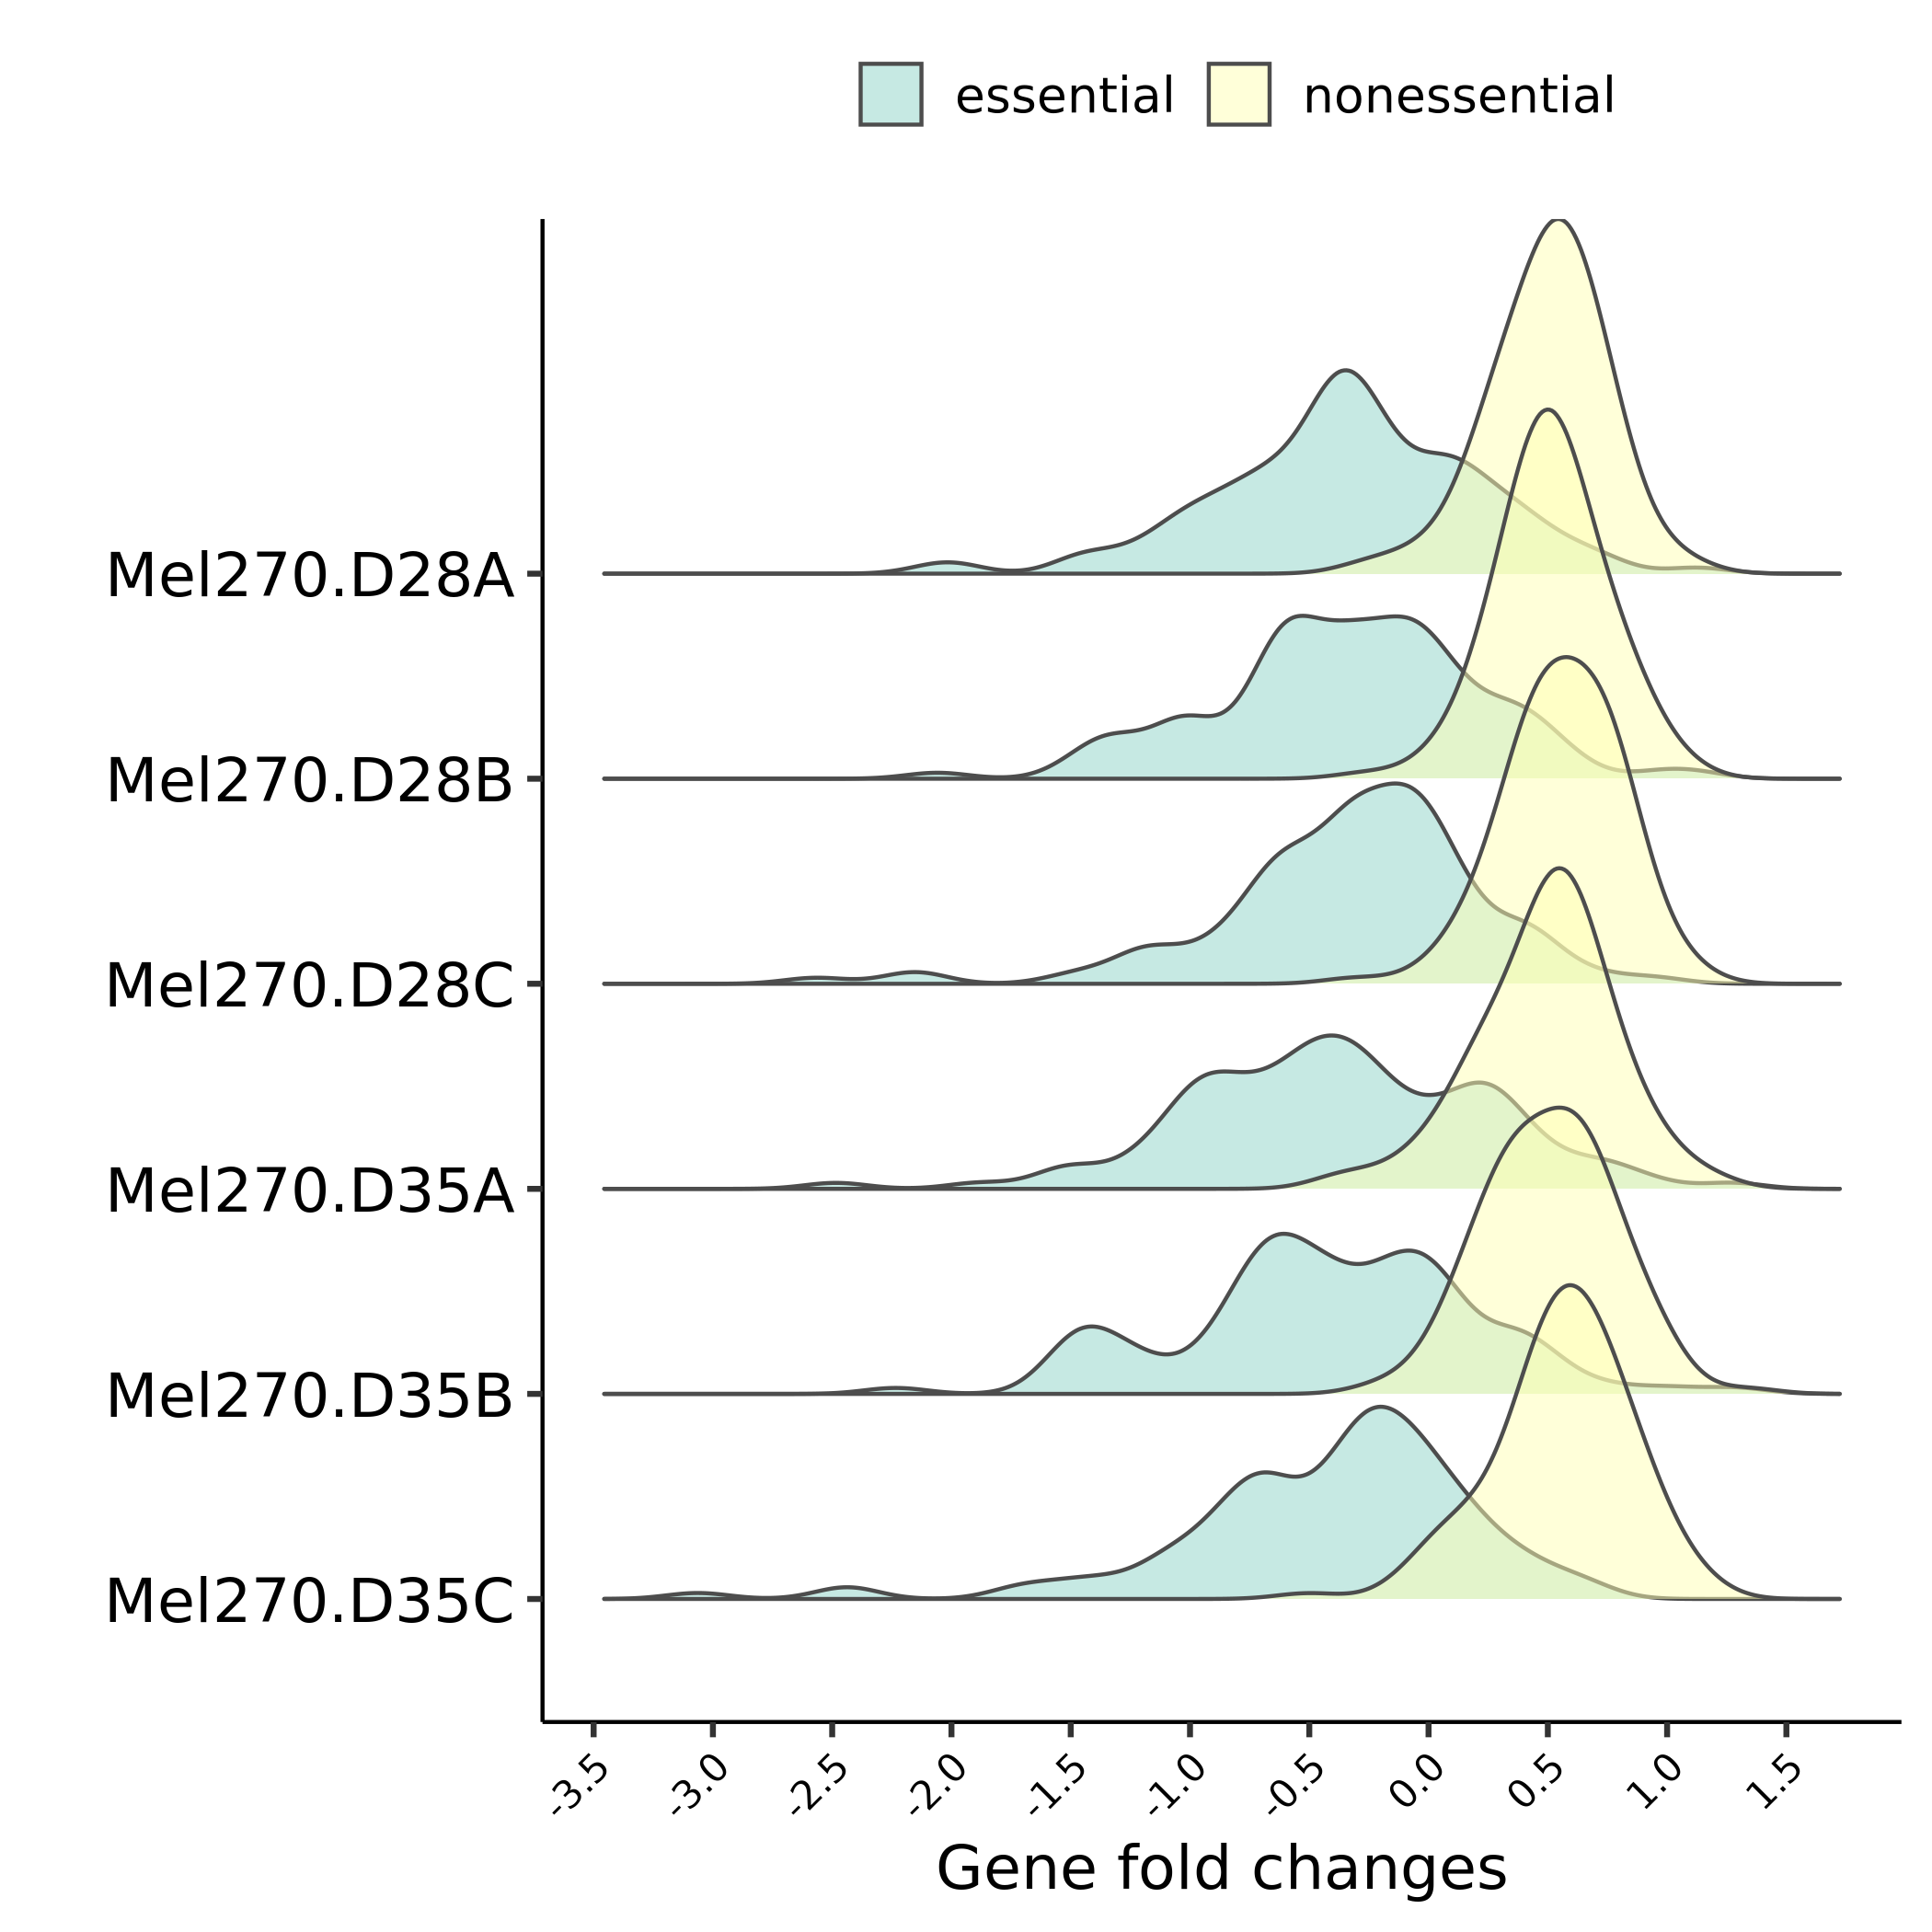 essential nonessential
Mel270.D28A
Mel270.D28B
Mel270.D28C
Mel270.D35A
Mel270.D35B
Mel270.D35C
-3.5 -3.0 -2.5 -2.0 -1.5 -1.0 -0.5 0.0 0.5 1.0 1.5
Gene fold changes